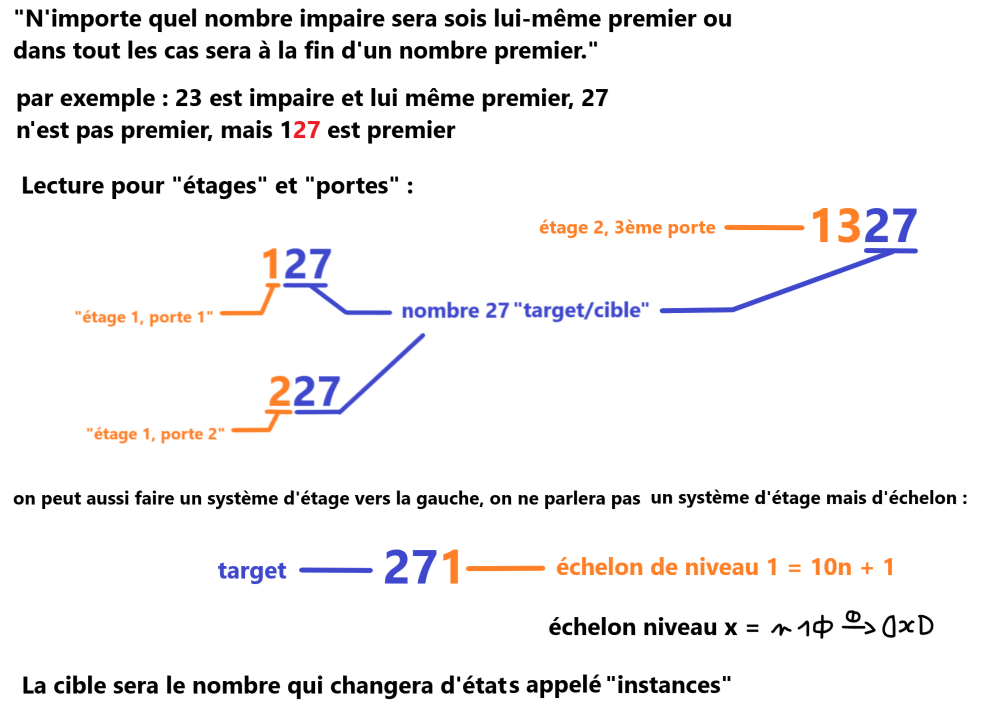 "N'importe quel nombre impaire sera sois lui-même premier ou
dans tout les cas sera à la fin d'un nombre premier."
par exemple : 23 est impaire et lui même premier, 27
n'est pas premier, mais 127 est premier
Lecture pour "étages" et "portes" :
étage 2, 3ème porte 1327
127
"étage 1, porte 1"
nombre 27 "target/cible"
227
"étage 1, porte 2"
on peut aussi faire un système d'étage vers la gauche, on ne parlera pas un système d'étage mais d'échelon :
target 271 échelon de niveau 1 = 10n + 1
échelon niveau x =
La cible sera le nombre qui changera d'états appelé "instances"